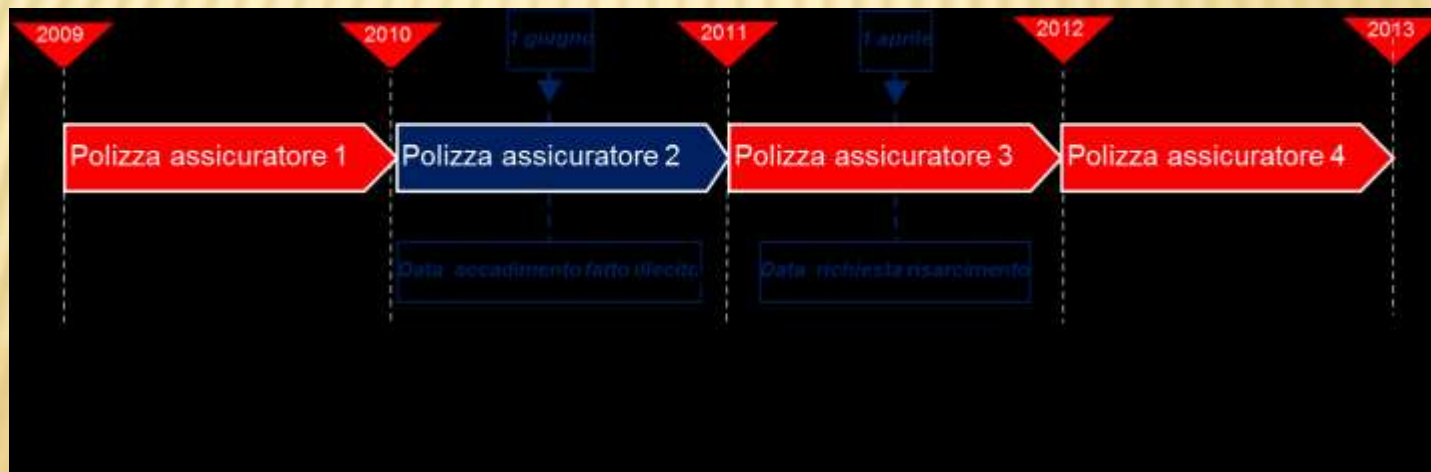 2009
2010
1 giugno
2011
1 aprile
2012
2013
Polizza assicuratore 1
Polizza assicuratore 2
Polizza assicuratore 3
Polizza assicuratore 4
Data accadimento fatto illecito
Data richiesta risarcimento